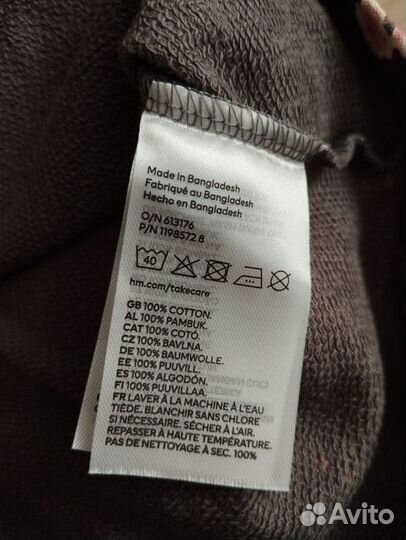 Made in Bangladesh
Fabriqué au Bangladesh
Hecho en Bangladesh
O/N 613176
P/N 1198572.8
40
hm.com/takecare
GB 100% COTTON.
AL 100% PAMBUK.
CAT 100% COTÓ.
CZ 100% BAVLNA.
DE 100% BAUMWOLLE.
EE 100% PUUVILL.
ES 100% ALGODÓN.
FI 100% PUUVILLAA.
FR LAVER À LA MACHINE À L'EAU
TIÈDE. BLANCHIR SANS CHLORE
SI NÉCESSAIRE. SÉCHER À L'AIR.
REPASSER À HAUTE TEMPÉRATURE.
PAS DE NETTOYAGE À SEC. 100%
Avito